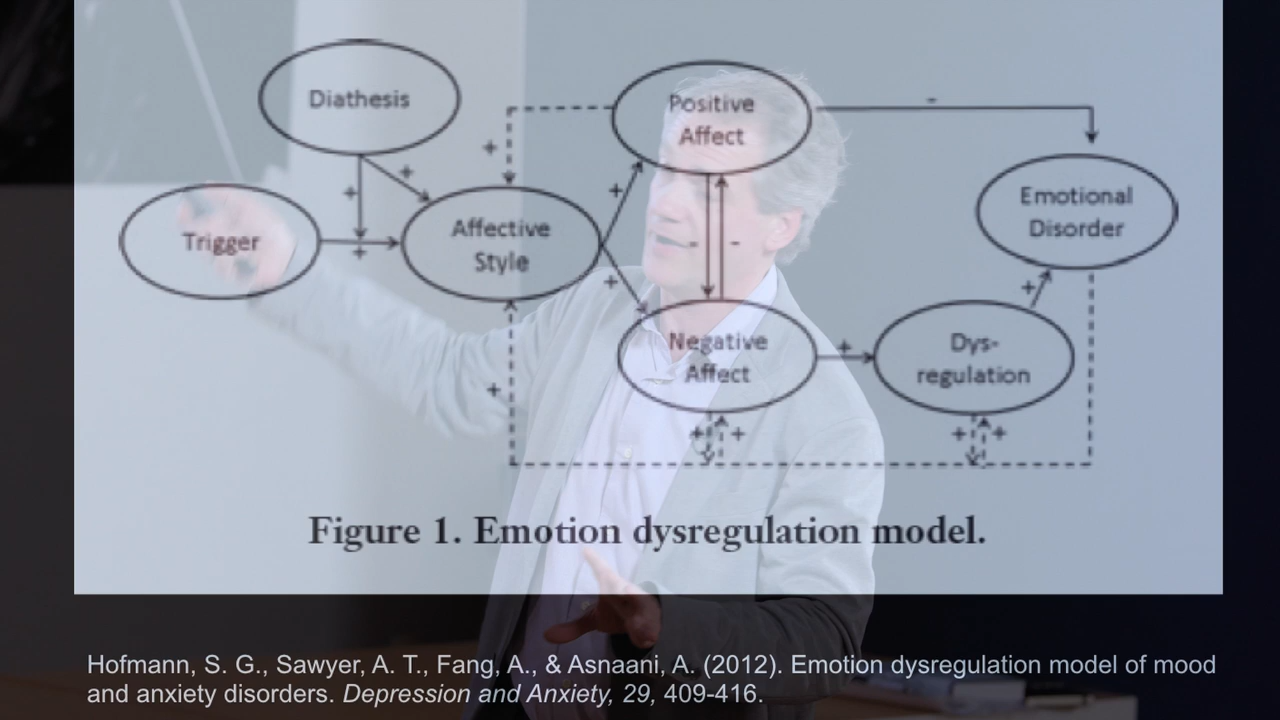 Diathesis
Positive
Affect
-
+
+
+
+
Emotional
Disorder
Trigger
Affective
Style
+
-
-
+
+
Negative
Affect
+
Dys-
regulation
+
+
+
+
+
Figure 1. Emotion dysregulation model.
Hofmann, S. G., Sawyer, A. T., Fang, A., & Asnaani, A. (2012). Emotion dysregulation model of mood
and anxiety disorders. Depression and Anxiety, 29, 409-416.